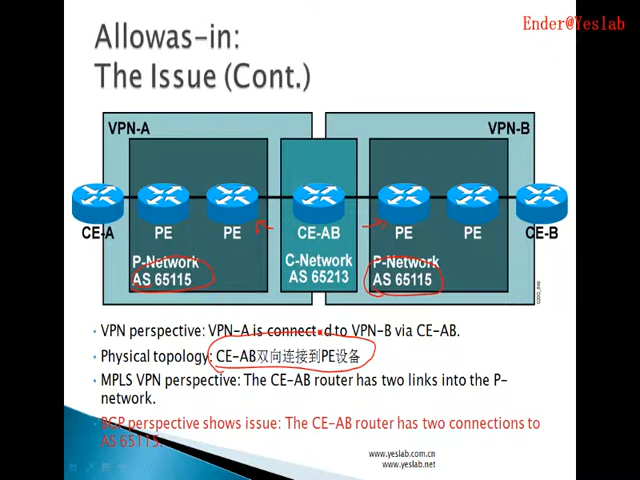 Ender@Yeslab
Allowas-in:
The Issue (Cont.)
VPN-A
VPN-B
CE-A
PE
PE
CE-AB
PE
PE
CE-B
P-Network
AS 65115
C-Network
AS 65213
P-Network
AS 65115
VPN perspective: VPN-A is connect d to VPN-B via CE-AB.
Physical topology: CE-AB双向连接到PE设备
MPLS VPN perspective: The CE-AB router has two links into the P-
network.
BGP perspective shows issue: The CE-AB router has two connections to
AS 65115.
www.yeslab.com.cn
www.yeslab.net